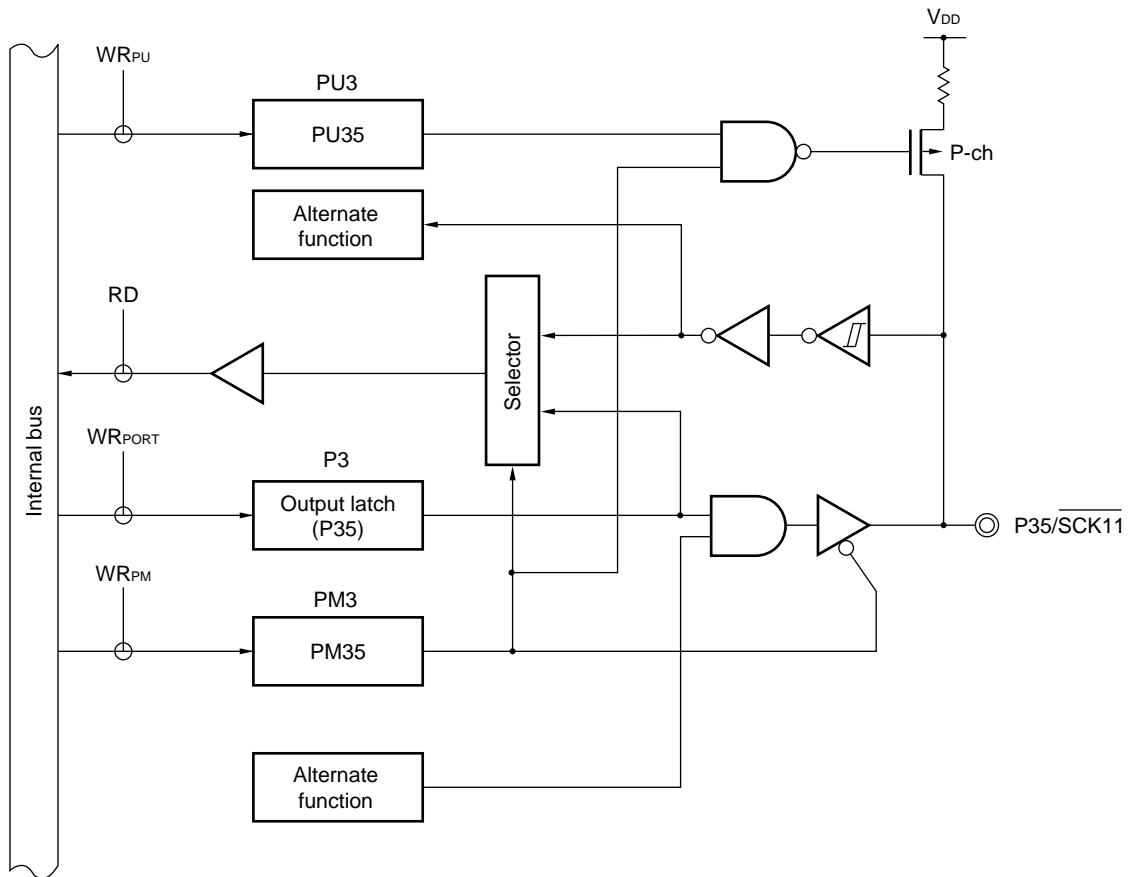 VDD
WRPU
PU3
PU35
P-ch
Alternate
function
RD
Selector
Internal bus
WRPORT
P3
Output latch
(P35)
P35/SCK11
WRPM
PM3
PM35
Alternate
function